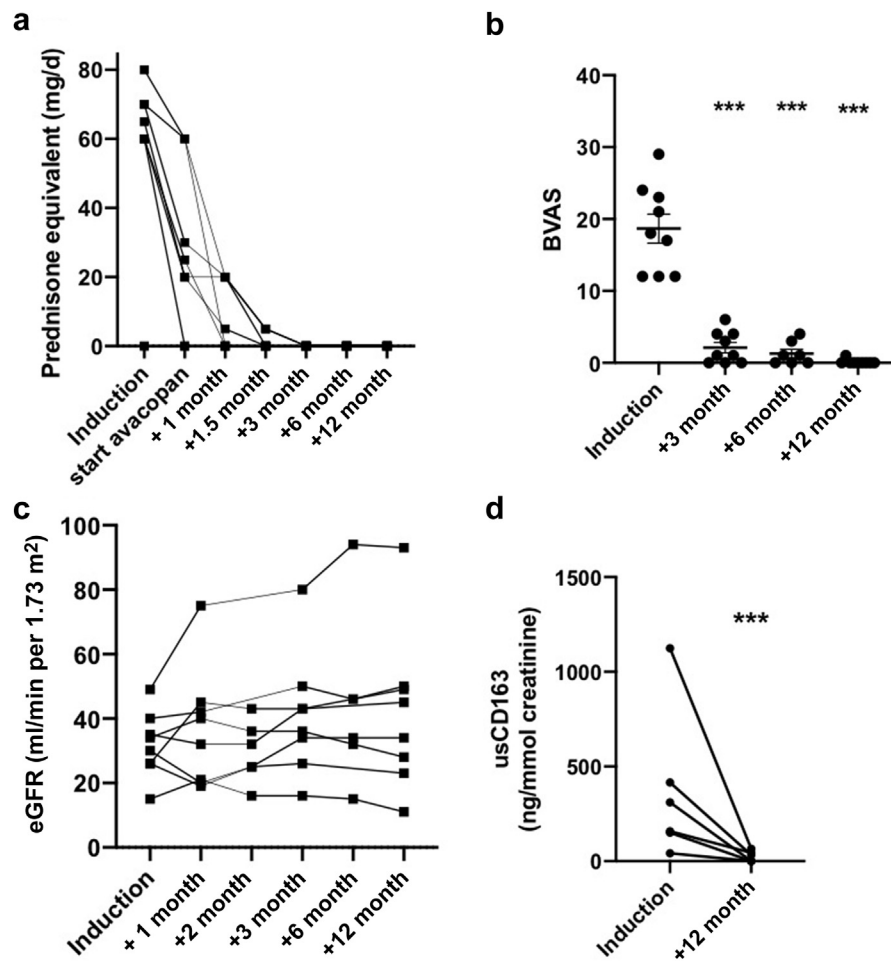 a
Prednisone equivalent (mg/d)
80
60
40
20
0
Induction
start avacopan
+ 1 month
+1.5 month
+3 month
+6 month
+12 month
b
BVAS
40
30
20
10
0
*** *** ***
Induction
+3 month
+6 month
+12 month
c
eGFR (ml/min per 1.73 m²)
100
80
60
40
20
0
Induction
+ 1 month
+2 month
+3 month
+6 month
+12 month
d
usCD163
(ng/mmol creatinine)
1500
1000
500
0
***
Induction
+12 month